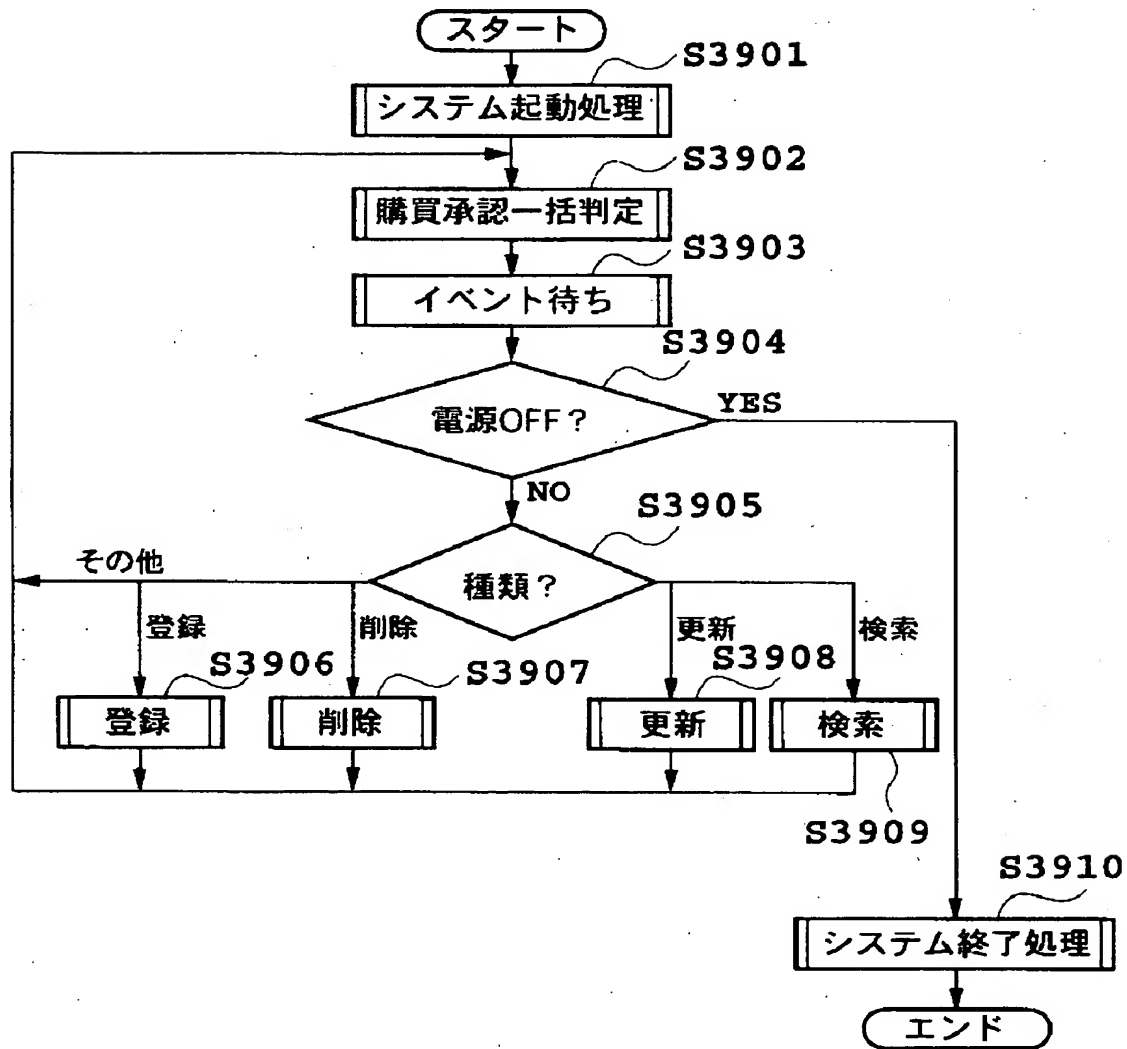 スタート
S3901
システム起動処理
S3902
購買承認一括判定
S3903
イベント待ち
S3904
電源OFF?
YES
NO
S3905
種類?
その他
登録
削除
更新
検索
S3906
S3907
S3908
登録
削除
更新
検索
S3909
S3910
システム終了処理
エンド